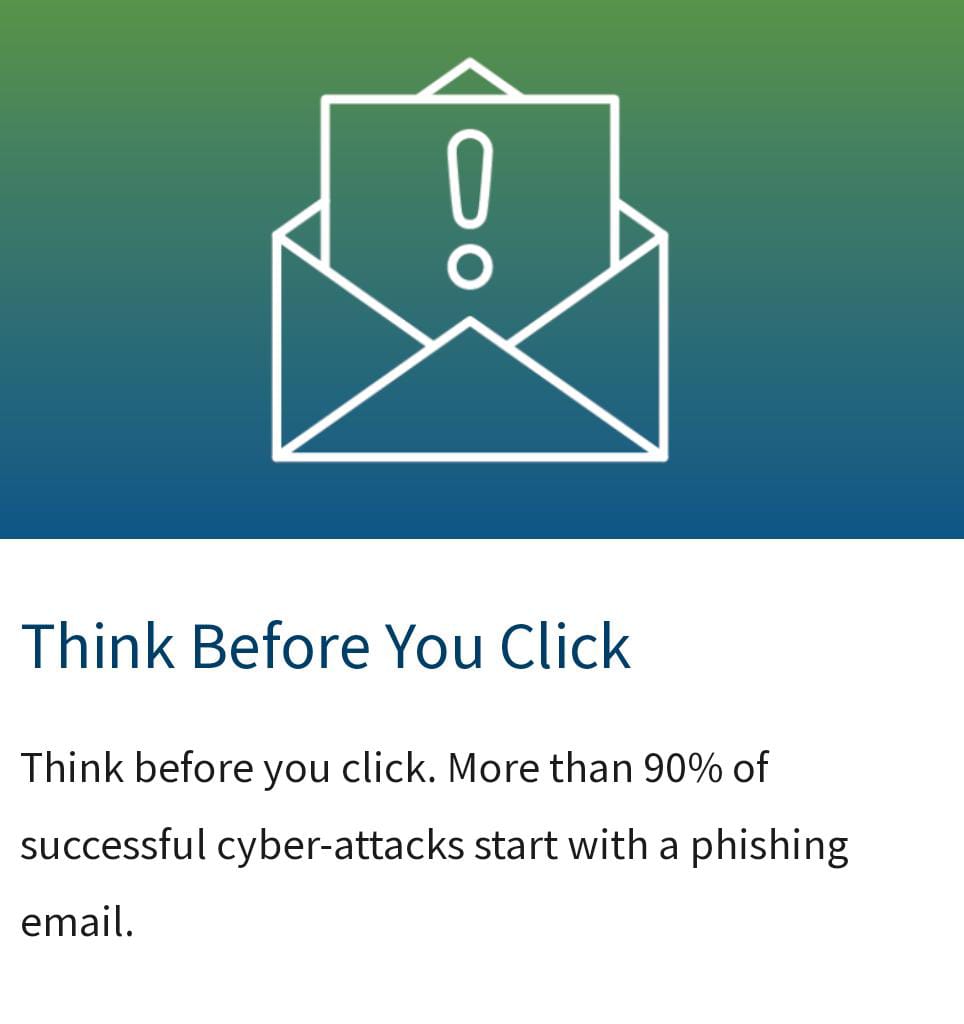 Think Before You Click
Think before you click. More than 90% of
successful cyber-attacks start with a phishing
email.